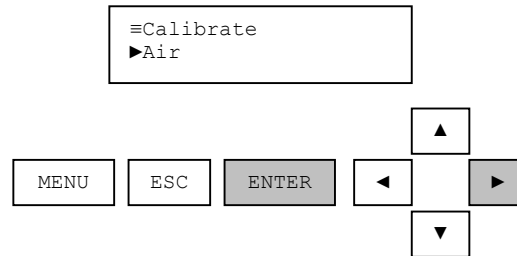 ≡Calibrate
►Air
▲
MENU ESC ENTER ◄ ►
▼